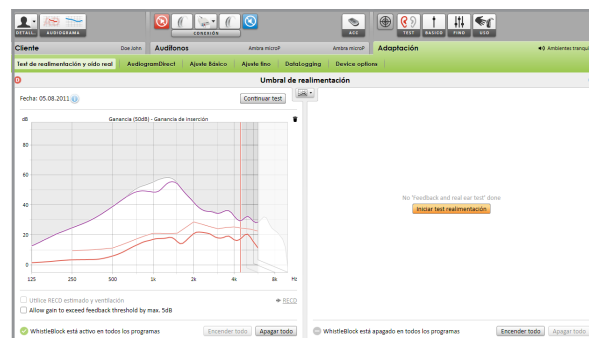 DETALL.
AUDIOGRAMA
CONEXIÓN
ACC
TEST
BASICO
FINO
USO
Cliente
Doe John
Audífonos
Ambra microP
Ambra microP
Adaptación
Ambientes tranqui
Test de realimentación y oído real
AudiogramDirect
Ajuste Básico
Ajuste fino
DataLogging
Device options
D
Umbral de realimentación
Fecha: 05.08.2011
Continuar test
dB
Ganancia (50dB) - Ganancia de inserción
80
60
40
20
0
125
250
500
1k
2k
4k
8k
Hz
No 'Feedback and real ear test' done
Iniciar test realimentación
Utilice RECD estimado y ventilación
RECD
Allow gain to exceed feedback threshold by max. 5dB
WhistleBlock está activo en todos los programas
Encender todo
Apagar todo
WhistleBlock está apagado en todos los programas
Encender todo
Apagar todo